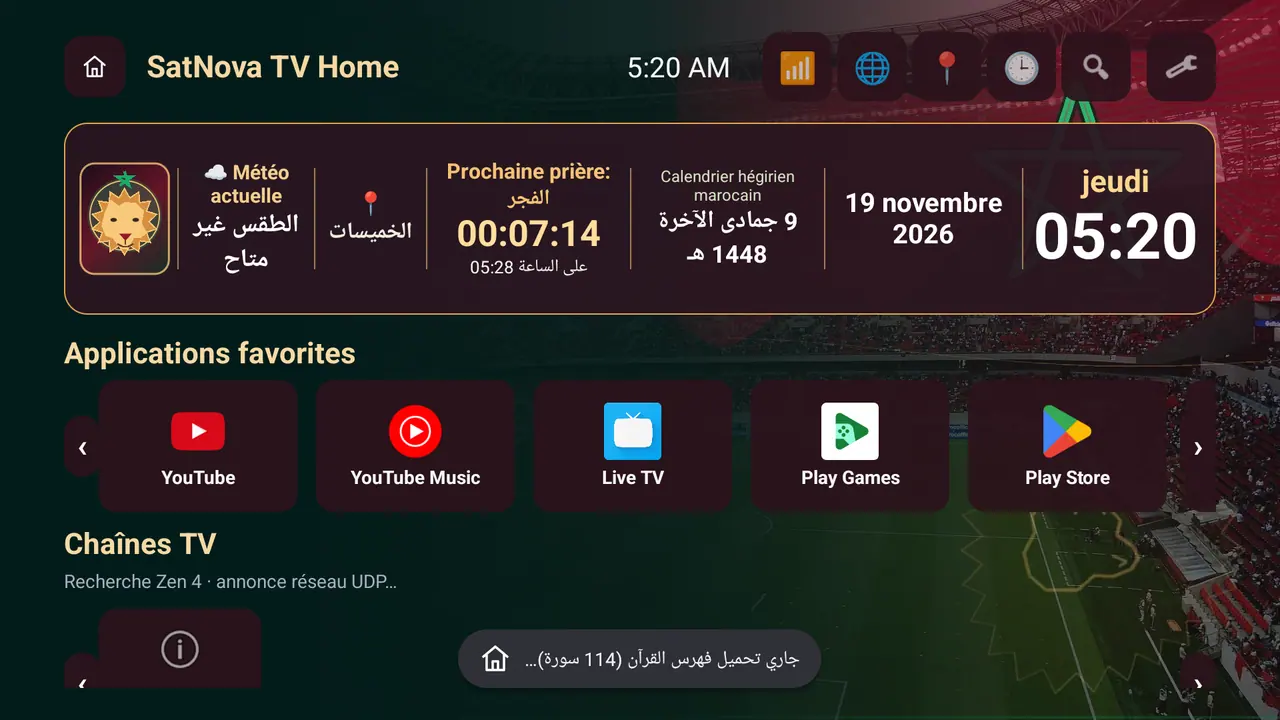 SatNova TV Home
5:20 AM
☁️ Météo
actuelle
الطقس غير
متاح
الخميسات
Prochaine prière:
الفجر
00:07:14
على الساعة 05:28
Calendrier hégirien
marocain
9 جمادى الآخرة
1448 هـ
19 novembre
2026
jeudi
05:20
Applications favorites
YouTube
YouTube Music
Live TV
Play Games
Play Store
Chaînes TV
Recherche Zen 4 · annonce réseau UDP…
جاري تحميل فهرس القرآن (114 سورة)…